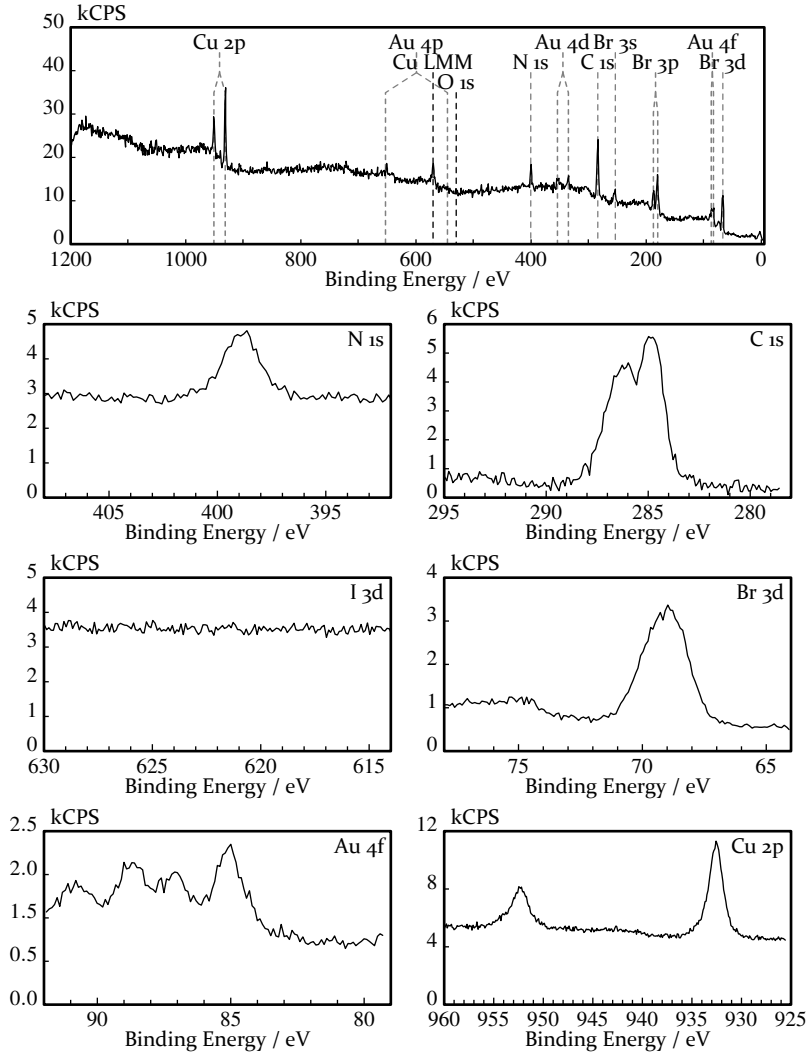 kCPS
50
40
30
20
10
0
Cu 2p Au 4p Au 4d Br 3s Au 4f
Cu LMM N 1s C 1s Br 3p Br 3d
O 1s
1200 1000 800 600 400 200 0
Binding Energy / eV
kCPS
5
4
3
2
1
0
N 1s
405 400 395
Binding Energy / eV
kCPS
6
5
4
3
2
1
0
C 1s
295 290 285 280
Binding Energy / eV
kCPS
5
4
3
2
1
0
I 3d
630 625 620 615
Binding Energy / eV
kCPS
4
3
2
1
0
Br 3d
75 70 65
Binding Energy / eV
kCPS
2.5
2.0
1.5
1.0
0.5
0.0
Au 4f
90 85 80
Binding Energy / eV
kCPS
12
8
4
0
Cu 2p
960 955 950 945 940 935 930 925
Binding Energy / eV